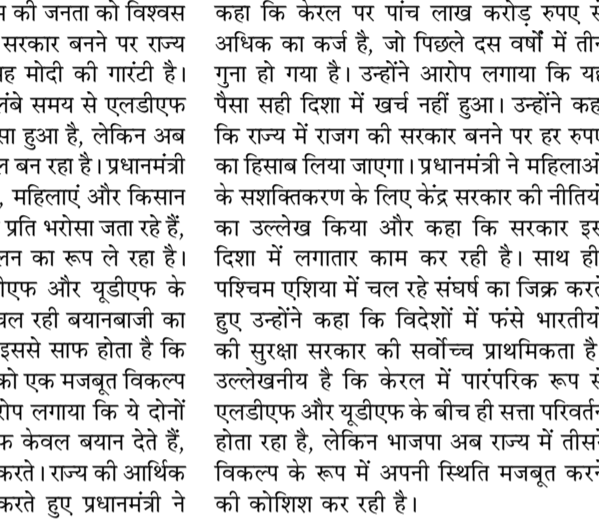 की जनता को विश्वस
सरकार बनने पर राज्य
ह मोदी की गारंटी है।
लंबे समय से एलडीएफ
सा हुआ है, लेकिन अब
बन रहा है। प्रधानमंत्री
, महिलाएं और किसान
प्रति भरोसा जता रहे हैं,
लन का रूप ले रहा है।
एफ और यूडीएफ के
चल रही बयानबाजी का
इससे साफ होता है कि
को एक मजबूत विकल्प
रोप लगाया कि ये दोनों
केवल बयान देते हैं,
करते। राज्य की आर्थिक
करते हुए प्रधानमंत्री ने
कहा कि केरल पर पांच लाख करोड़ रुपए से
अधिक का कर्ज है, जो पिछले दस वर्षों में तीन
गुना हो गया है। उन्होंने आरोप लगाया कि यह
पैसा सही दिशा में खर्च नहीं हुआ। उन्होंने कह
कि राज्य में राजग की सरकार बनने पर हर रुपए
का हिसाब लिया जाएगा। प्रधानमंत्री ने महिलाओ
के सशक्तिकरण के लिए केंद्र सरकार की नीतियो
का उल्लेख किया और कहा कि सरकार इस
दिशा में लगातार काम कर रही है। साथ ही
पश्चिम एशिया में चल रहे संघर्ष का जिक्र करते
हुए उन्होंने कहा कि विदेशों में फंसे भारतीयो
की सुरक्षा सरकार की सर्वोच्च प्राथमिकता है
उल्लेखनीय है कि केरल में पारंपरिक रूप से
एलडीएफ और यूडीएफ के बीच ही सत्ता परिवर्तन
होता रहा है, लेकिन भाजपा अब राज्य में तीसरे
विकल्प के रूप में अपनी स्थिति मजबूत करने
की कोशिश कर रही है।